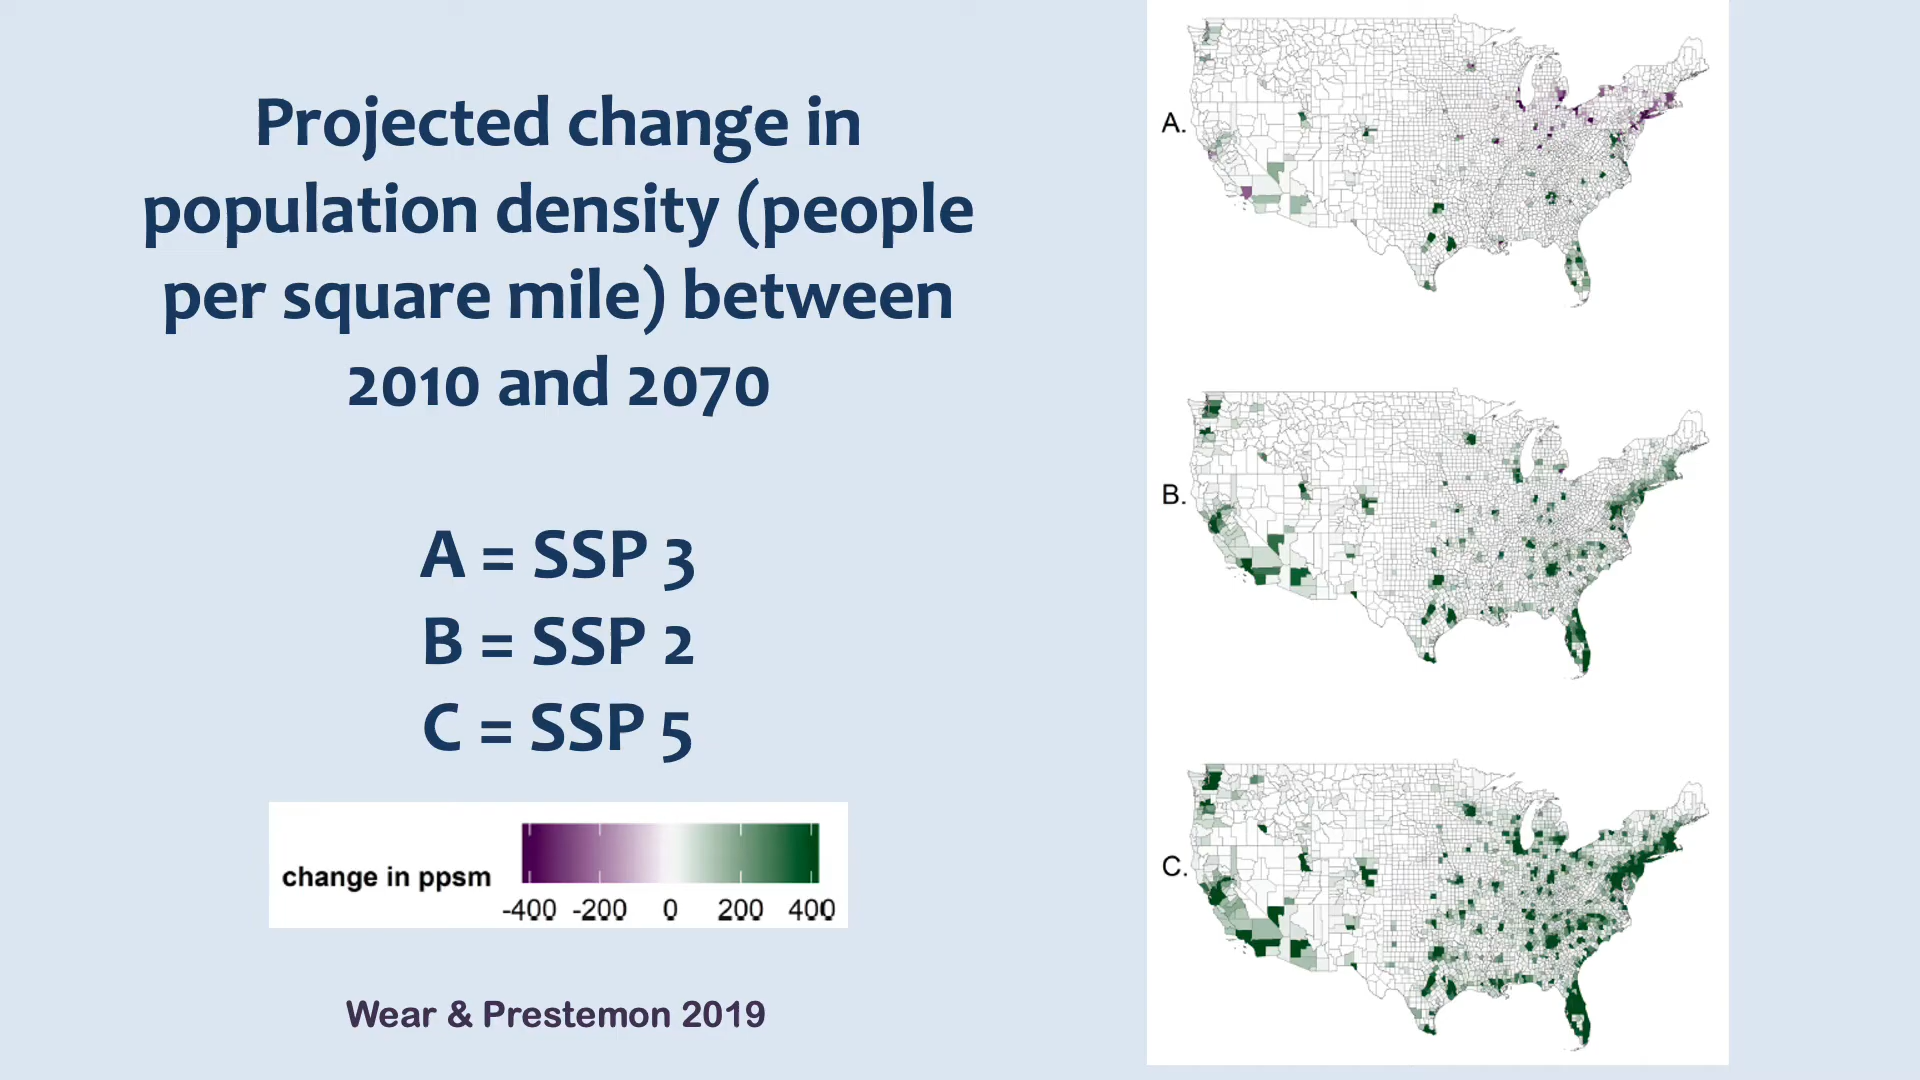 Projected change in
population density (people
per square mile) between
2010 and 2070
A = SSP 3
B = SSP 2
C = SSP 5
change in ppsm
-400 -200 0 200 400
Wear & Prestemon 2019
A.
B.
C.